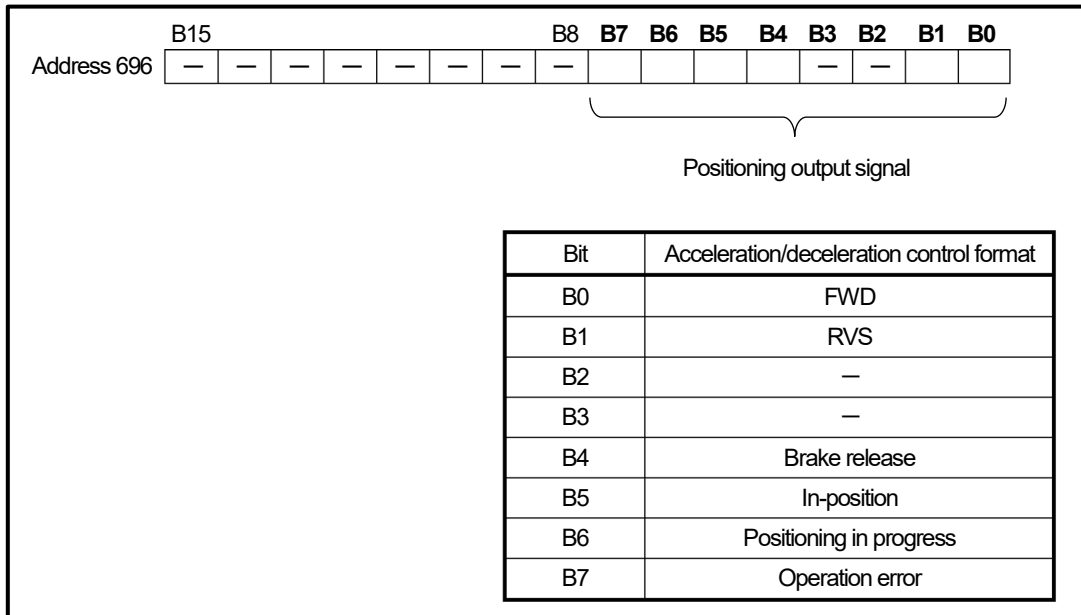 B15 B8 B7 B6 B5 B4 B3 B2 B1 B0
Address 696 — — — — — — — — — —
Positioning output signal
Bit Acceleration/deceleration control format
B0 FWD
B1 RVS
B2 —
B3 —
B4 Brake release
B5 In-position
B6 Positioning in progress
B7 Operation error